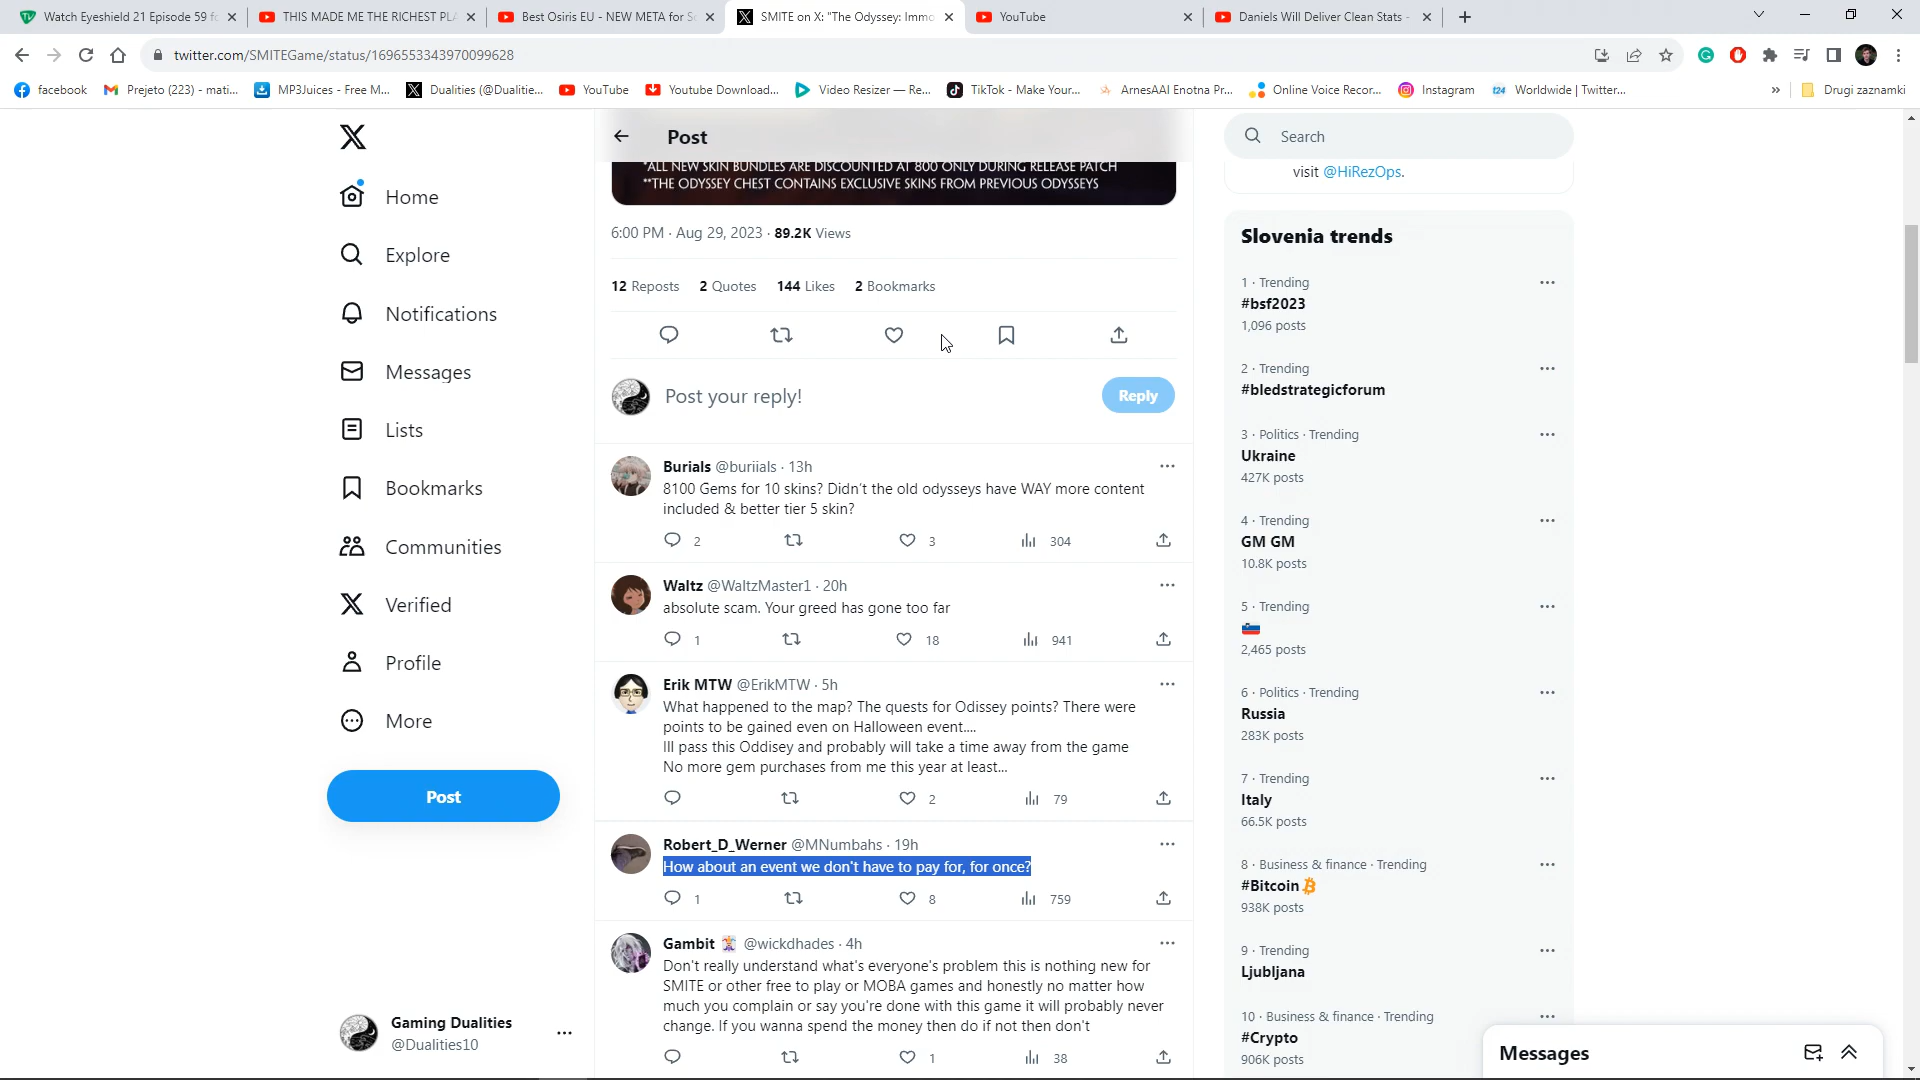 Watch Eyeshield 21 Episode 59 fo
THIS MADE ME THE RICHEST PL
Best Osiris EU - NEW META for S
SMITE on X: "The Odyssey: Immo
YouTube
Daniels Will Deliver Clean Stats -
twitter.com/SMITEGame/status/1696553343970099628
facebook
Prejeto (223) - mati...
MP3Juices - Free M...
Dualities (@Dualitie...
YouTube
Youtube Download...
Video Resizer — Re...
TikTok - Make Your...
ArnesAAI Enotna Pr...
Online Voice Recor...
Instagram
Worldwide | Twitter...
Drugi zaznamki
Home
Explore
Notifications
Messages
Lists
Bookmarks
Communities
Verified
Profile
More
Post
Gaming Dualities
@Dualities10
Post
*ALL NEW SKIN BUNDLES ARE DISCOUNTED AT 800 ONLY DURING RELEASE PATCH
**THE ODYSSEY CHEST CONTAINS EXCLUSIVE SKINS FROM PREVIOUS ODYSSEYS
6:00 PM · Aug 29, 2023 · 89.2K Views
12 Reposts 2 Quotes 144 Likes 2 Bookmarks
Post your reply!
Reply
Burials @buriials · 13h
8100 Gems for 10 skins? Didn't the old odysseys have WAY more content
included & better tier 5 skin?
2 3 304
Waltz @WaltzMaster1 · 20h
absolute scam. Your greed has gone too far
1 18 941
Erik MTW @ErikMTW · 5h
What happened to the map? The quests for Odissey points? There were
points to be gained even on Halloween event....
Ill pass this Oddisey and probably will take a time away from the game
No more gem purchases from me this year at least...
2 79
Robert_D_Werner @MNumbahs · 19h
How about an event we don't have to pay for, for once?
1 8 759
Gambit @wickdhades · 4h
Don't really understand what's everyone's problem this is nothing new for
SMITE or other free to play or MOBA games and honestly no matter how
much you complain or say you're done with this game it will probably never
change. If you wanna spend the money then do if not then don't
1 38
Search
visit @HiRezOps.
Slovenia trends
1 · Trending
#bsf2023
1,096 posts
2 · Trending
#bledstrategicforum
3 · Politics · Trending
Ukraine
427K posts
4 · Trending
GM GM
10.8K posts
5 · Trending
2,465 posts
6 · Politics · Trending
Russia
283K posts
7 · Trending
Italy
66.5K posts
8 · Business & finance · Trending
#Bitcoin
938K posts
9 · Trending
Ljubljana
10 · Business & finance · Trending
#Crypto
906K posts
Messages